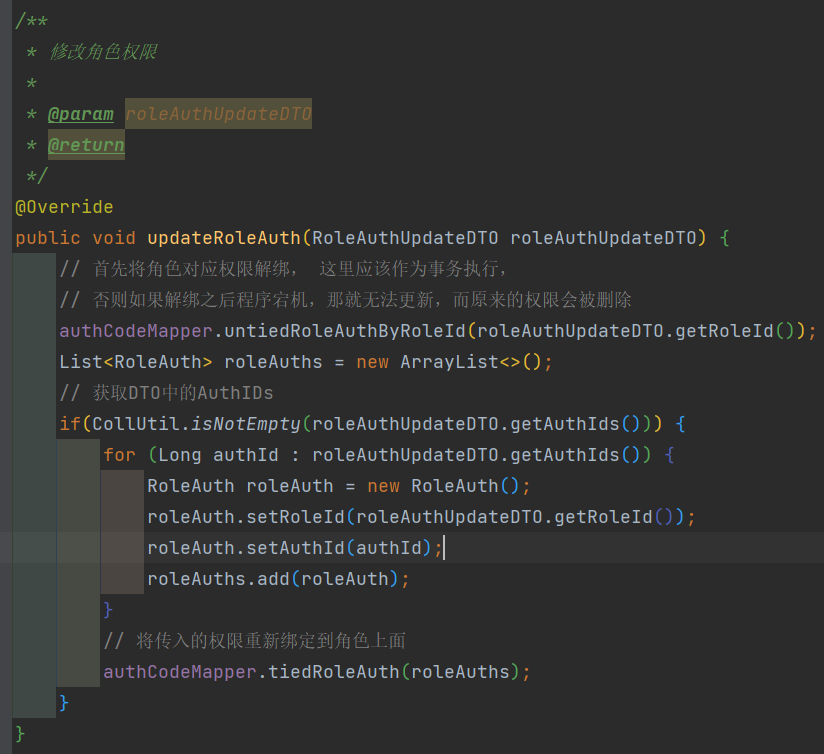 /**
 * 修改角色权限
 *
 * @param roleAuthUpdateDTO
 * @return
 */
@Override
public void updateRoleAuth(RoleAuthUpdateDTO roleAuthUpdateDTO) {
    // 首先将角色对应权限解绑， 这里应该作为事务执行，
    // 否则如果解绑之后程序宕机，那就无法更新，而原来的权限会被删除
    authCodeMapper.untiedRoleAuthByRoleId(roleAuthUpdateDTO.getRoleId());
    List<RoleAuth> roleAuths = new ArrayList<>();
    // 获取DTO中的AuthIDs
    if(CollUtil.isNotEmpty(roleAuthUpdateDTO.getAuthIds())) {
        for (Long authId : roleAuthUpdateDTO.getAuthIds()) {
            RoleAuth roleAuth = new RoleAuth();
            roleAuth.setRoleId(roleAuthUpdateDTO.getRoleId());
            roleAuth.setAuthId(authId);
            roleAuths.add(roleAuth);
        }
        // 将传入的权限重新绑定到角色上面
        authCodeMapper.tiedRoleAuth(roleAuths);
    }
}